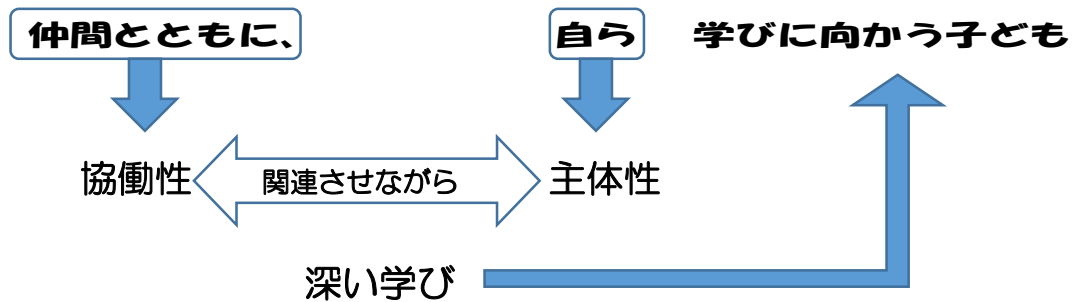 仲間とともに、 自ら 学びに向かう子ども
協働性 関連させながら 主体性
深い学び